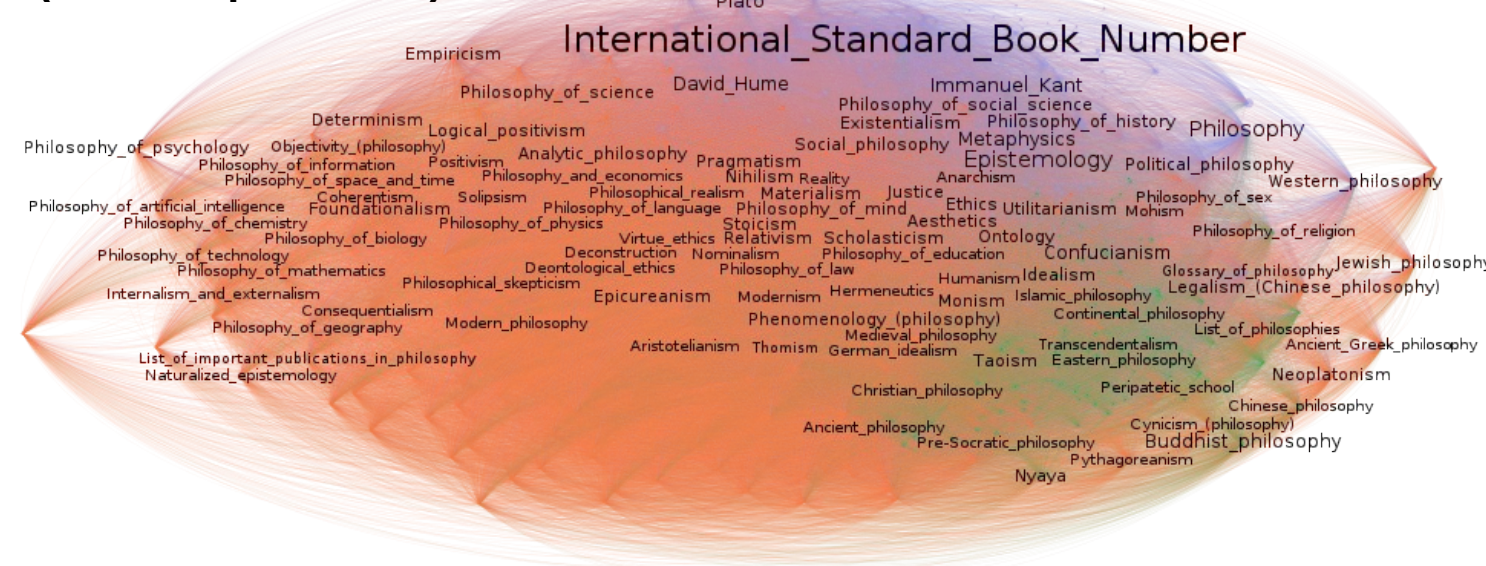 Plato
International_Standard_Book_Number
Empiricism
David_Hume
Immanuel_Kant
Philosophy_of_science
Philosophy_of_social_science
Determinism
Existentialism
Philosophy_of_history
Philosophy
Logical_positivism
Metaphysics
Philosophy_of_psychology
Objectivity_(philosophy)
Social_philosophy
Analytic_philosophy
Pragmatism
Epistemology
Philosophy_of_information
Positivism
Political_philosophy
Philosophy_of_space_and_time
Philosophy_and_economics
Nihilism
Reality
Anarchism
Western_philosophy
Coherentism
Solipsism
Philosophical_realism
Materialism
Justice
Philosophy_of_sex
Philosophy_of_artificial_intelligence
Foundationalism
Philosophy_of_language
Philosophy_of_mind
Ethics
Utilitarianism
Mohism
Philosophy_of_chemistry
Philosophy_of_physics
Stoicism
Aesthetics
Philosophy_of_religion
Philosophy_of_biology
Virtue_ethics
Relativism
Scholasticism
Ontology
Philosophy_of_technology
Deconstruction
Nominalism
Philosophy_of_education
Confucianism
Jewish_philosophy
Philosophy_of_mathematics
Deontological_ethics
Philosophy_of_law
Humanism
Idealism
Glossary_of_philosophy
Philosophical_skepticism
Legalism_(Chinese_philosophy)
Internalism_and_externalism
Epicureanism
Modernism
Hermeneutics
Monism
Islamic_philosophy
Consequentialism
Continental_philosophy
Philosophy_of_geography
Modern_philosophy
Phenomenology_(philosophy)
List_of_philosophies
Medieval_philosophy
Aristotelianism
Thomism
German_idealism
Transcendentalism
Ancient_Greek_philosophy
List_of_important_publications_in_philosophy
Taoism
Eastern_philosophy
Naturalized_epistemology
Neoplatonism
Christian_philosophy
Peripatetic_school
Chinese_philosophy
Ancient_philosophy
Cynicism_(philosophy)
Pre-Socratic_philosophy
Buddhist_philosophy
Pythagoreanism
Nyaya